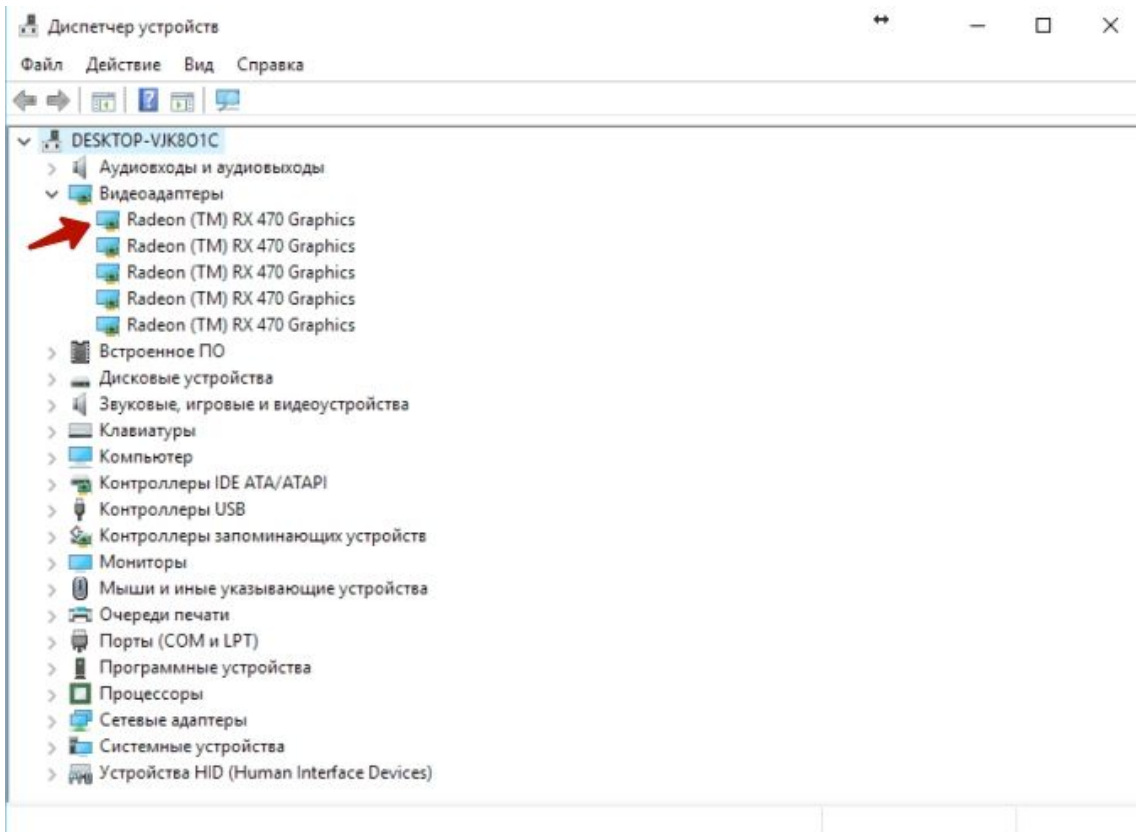 Диспетчер устройств
Файл Действие Вид Справка
DESKTOP-VJK8O1C
Аудиовходы и аудиовыходы
Видеоадаптеры
Radeon (TM) RX 470 Graphics
Radeon (TM) RX 470 Graphics
Radeon (TM) RX 470 Graphics
Radeon (TM) RX 470 Graphics
Radeon (TM) RX 470 Graphics
Встроенное ПО
Дисковые устройства
Звуковые, игровые и видеоустройства
Клавиатуры
Компьютер
Контроллеры IDE ATA/ATAPI
Контроллеры USB
Контроллеры запоминающих устройств
Мониторы
Мыши и иные указывающие устройства
Очереди печати
Порты (COM и LPT)
Программные устройства
Процессоры
Сетевые адаптеры
Системные устройства
Устройства HID (Human Interface Devices)